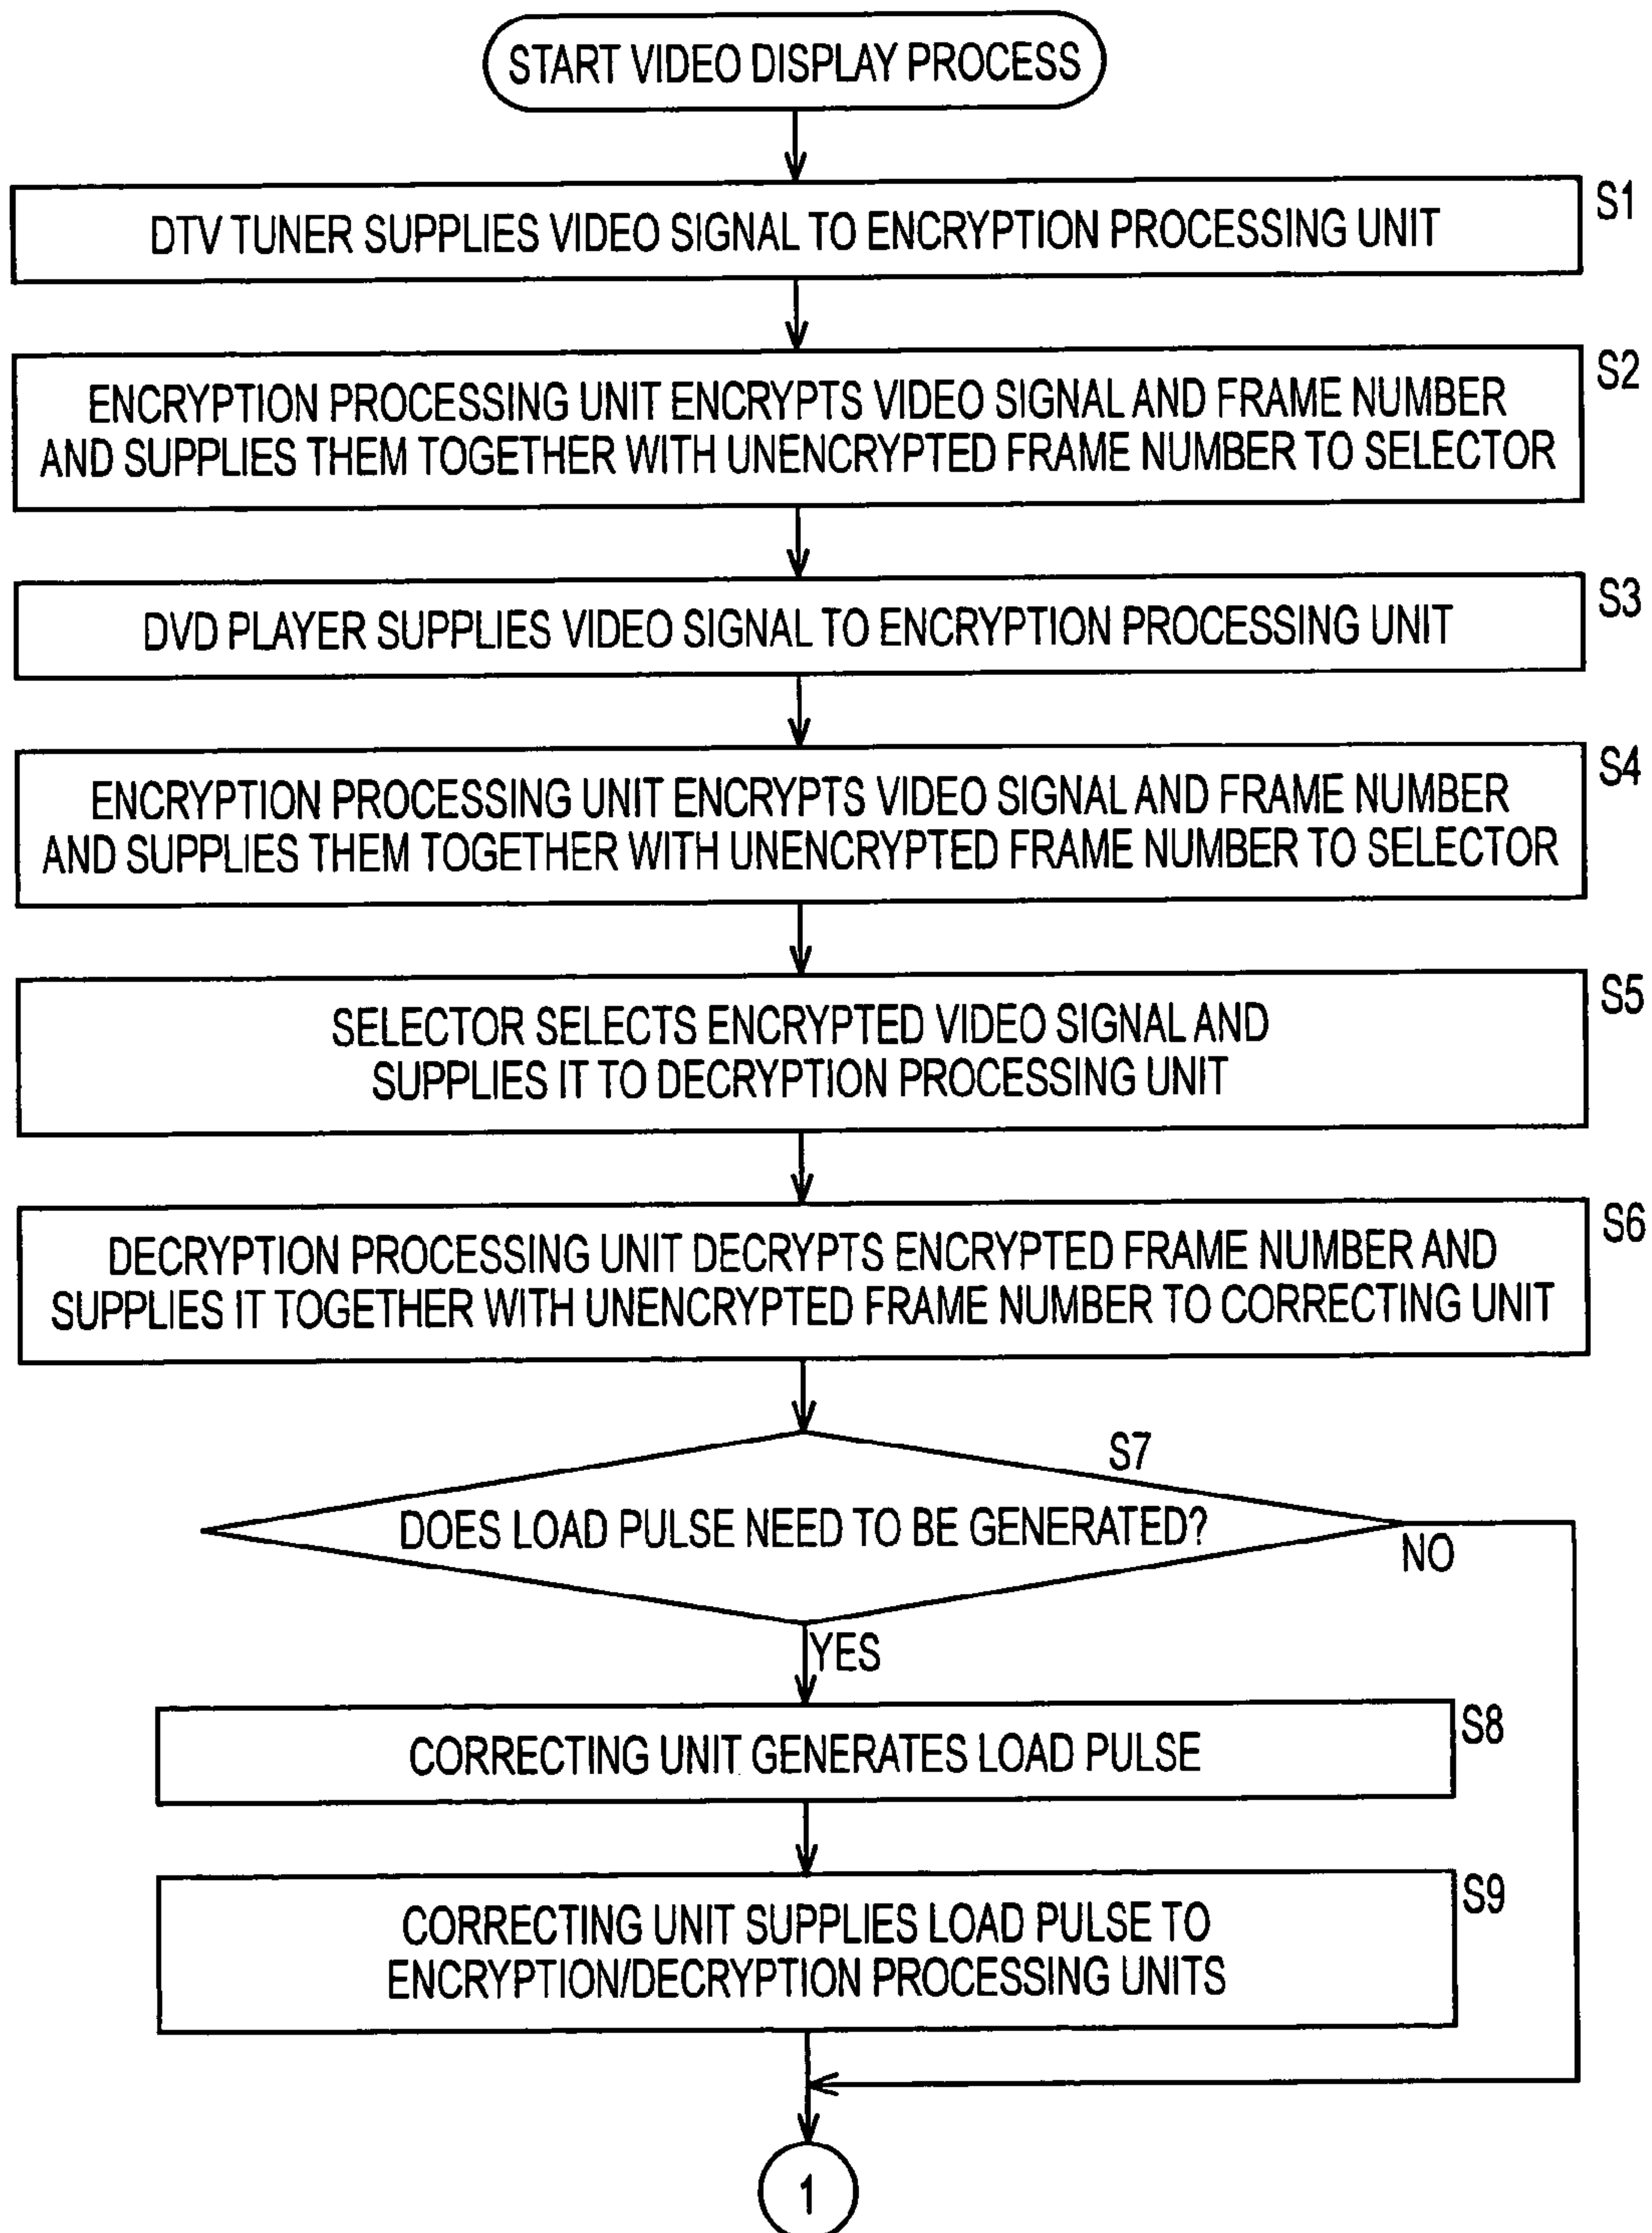 START VIDEO DISPLAY PROCESS
S1
DTV TUNER SUPPLIES VIDEO SIGNAL TO ENCRYPTION PROCESSING UNIT
S2
ENCRYPTION PROCESSING UNIT ENCRYPTS VIDEO SIGNAL AND FRAME NUMBER
AND SUPPLIES THEM TOGETHER WITH UNENCRYPTED FRAME NUMBER TO SELECTOR
S3
DVD PLAYER SUPPLIES VIDEO SIGNAL TO ENCRYPTION PROCESSING UNIT
S4
ENCRYPTION PROCESSING UNIT ENCRYPTS VIDEO SIGNAL AND FRAME NUMBER
AND SUPPLIES THEM TOGETHER WITH UNENCRYPTED FRAME NUMBER TO SELECTOR
S5
SELECTOR SELECTS ENCRYPTED VIDEO SIGNAL AND
SUPPLIES IT TO DECRYPTION PROCESSING UNIT
S6
DECRYPTION PROCESSING UNIT DECRYPTS ENCRYPTED FRAME NUMBER AND
SUPPLIES IT TOGETHER WITH UNENCRYPTED FRAME NUMBER TO CORRECTING UNIT
S7
DOES LOAD PULSE NEED TO BE GENERATED?
NO
YES
S8
CORRECTING UNIT GENERATES LOAD PULSE
S9
CORRECTING UNIT SUPPLIES LOAD PULSE TO
ENCRYPTION/DECRYPTION PROCESSING UNITS
1